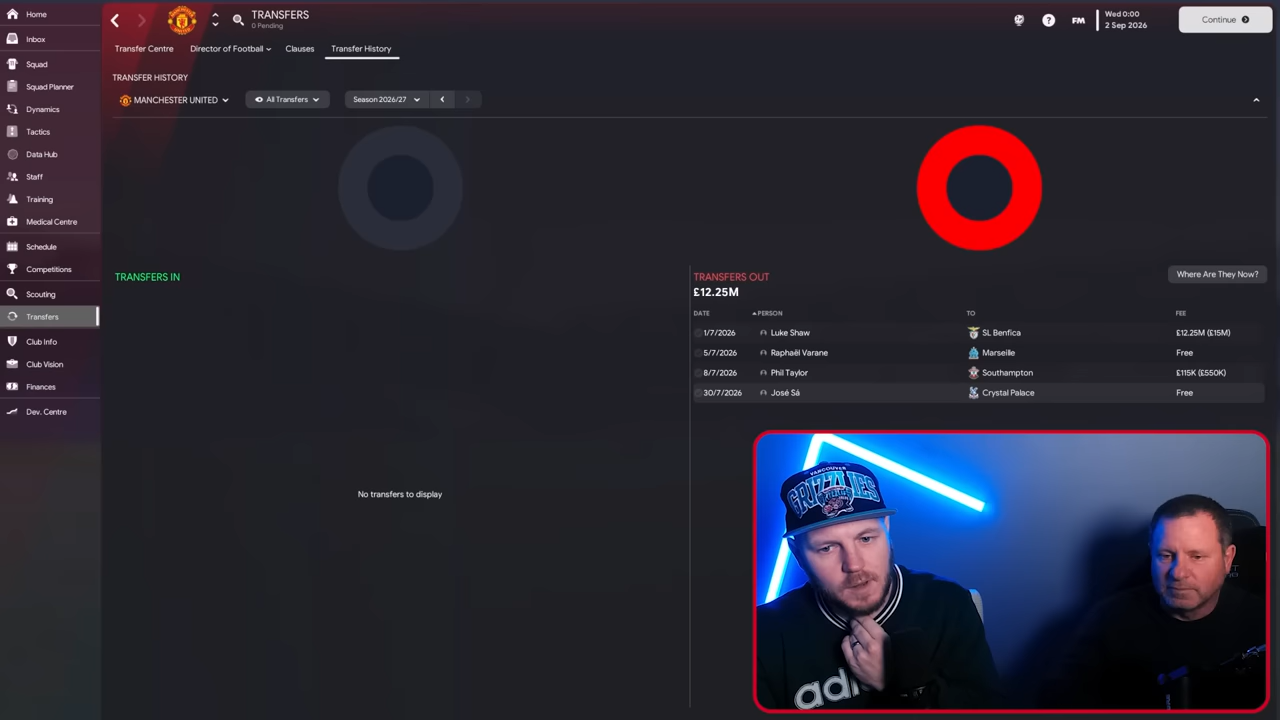 Home
Inbox
Squad
Squad Planner
Dynamics
Tactics
Data Hub
Staff
Training
Medical Centre
Schedule
Competitions
Scouting
Transfers
Club Info
Club Vision
Finances
Dev. Centre
TRANSFERS
0 Pending
FM
Wed 0:00
2 Sep 2026
Continue
Transfer Centre
Director of Football
Clauses
Transfer History
TRANSFER HISTORY
MANCHESTER UNITED
All Transfers
Season 2026/27
TRANSFERS IN
No transfers to display
TRANSFERS OUT
£12.25M
Where Are They Now?
DATE PERSON TO FEE
1/7/2026 Luke Shaw SL Benfica £12.25M (£15M)
5/7/2026 Raphaël Varane Marseille Free
8/7/2026 Phil Taylor Southampton £115K (£550K)
30/7/2026 José Sá Crystal Palace Free
VANCOUVER
GRIZZLIES
adi